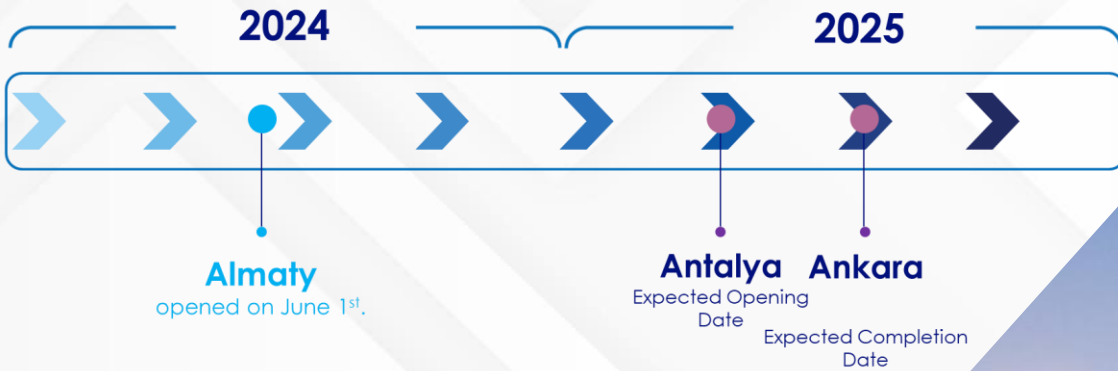 2024
2025
Almaty
opened on June 1st.
Antalya
Expected Opening
Date
Ankara
Expected Completion
Date